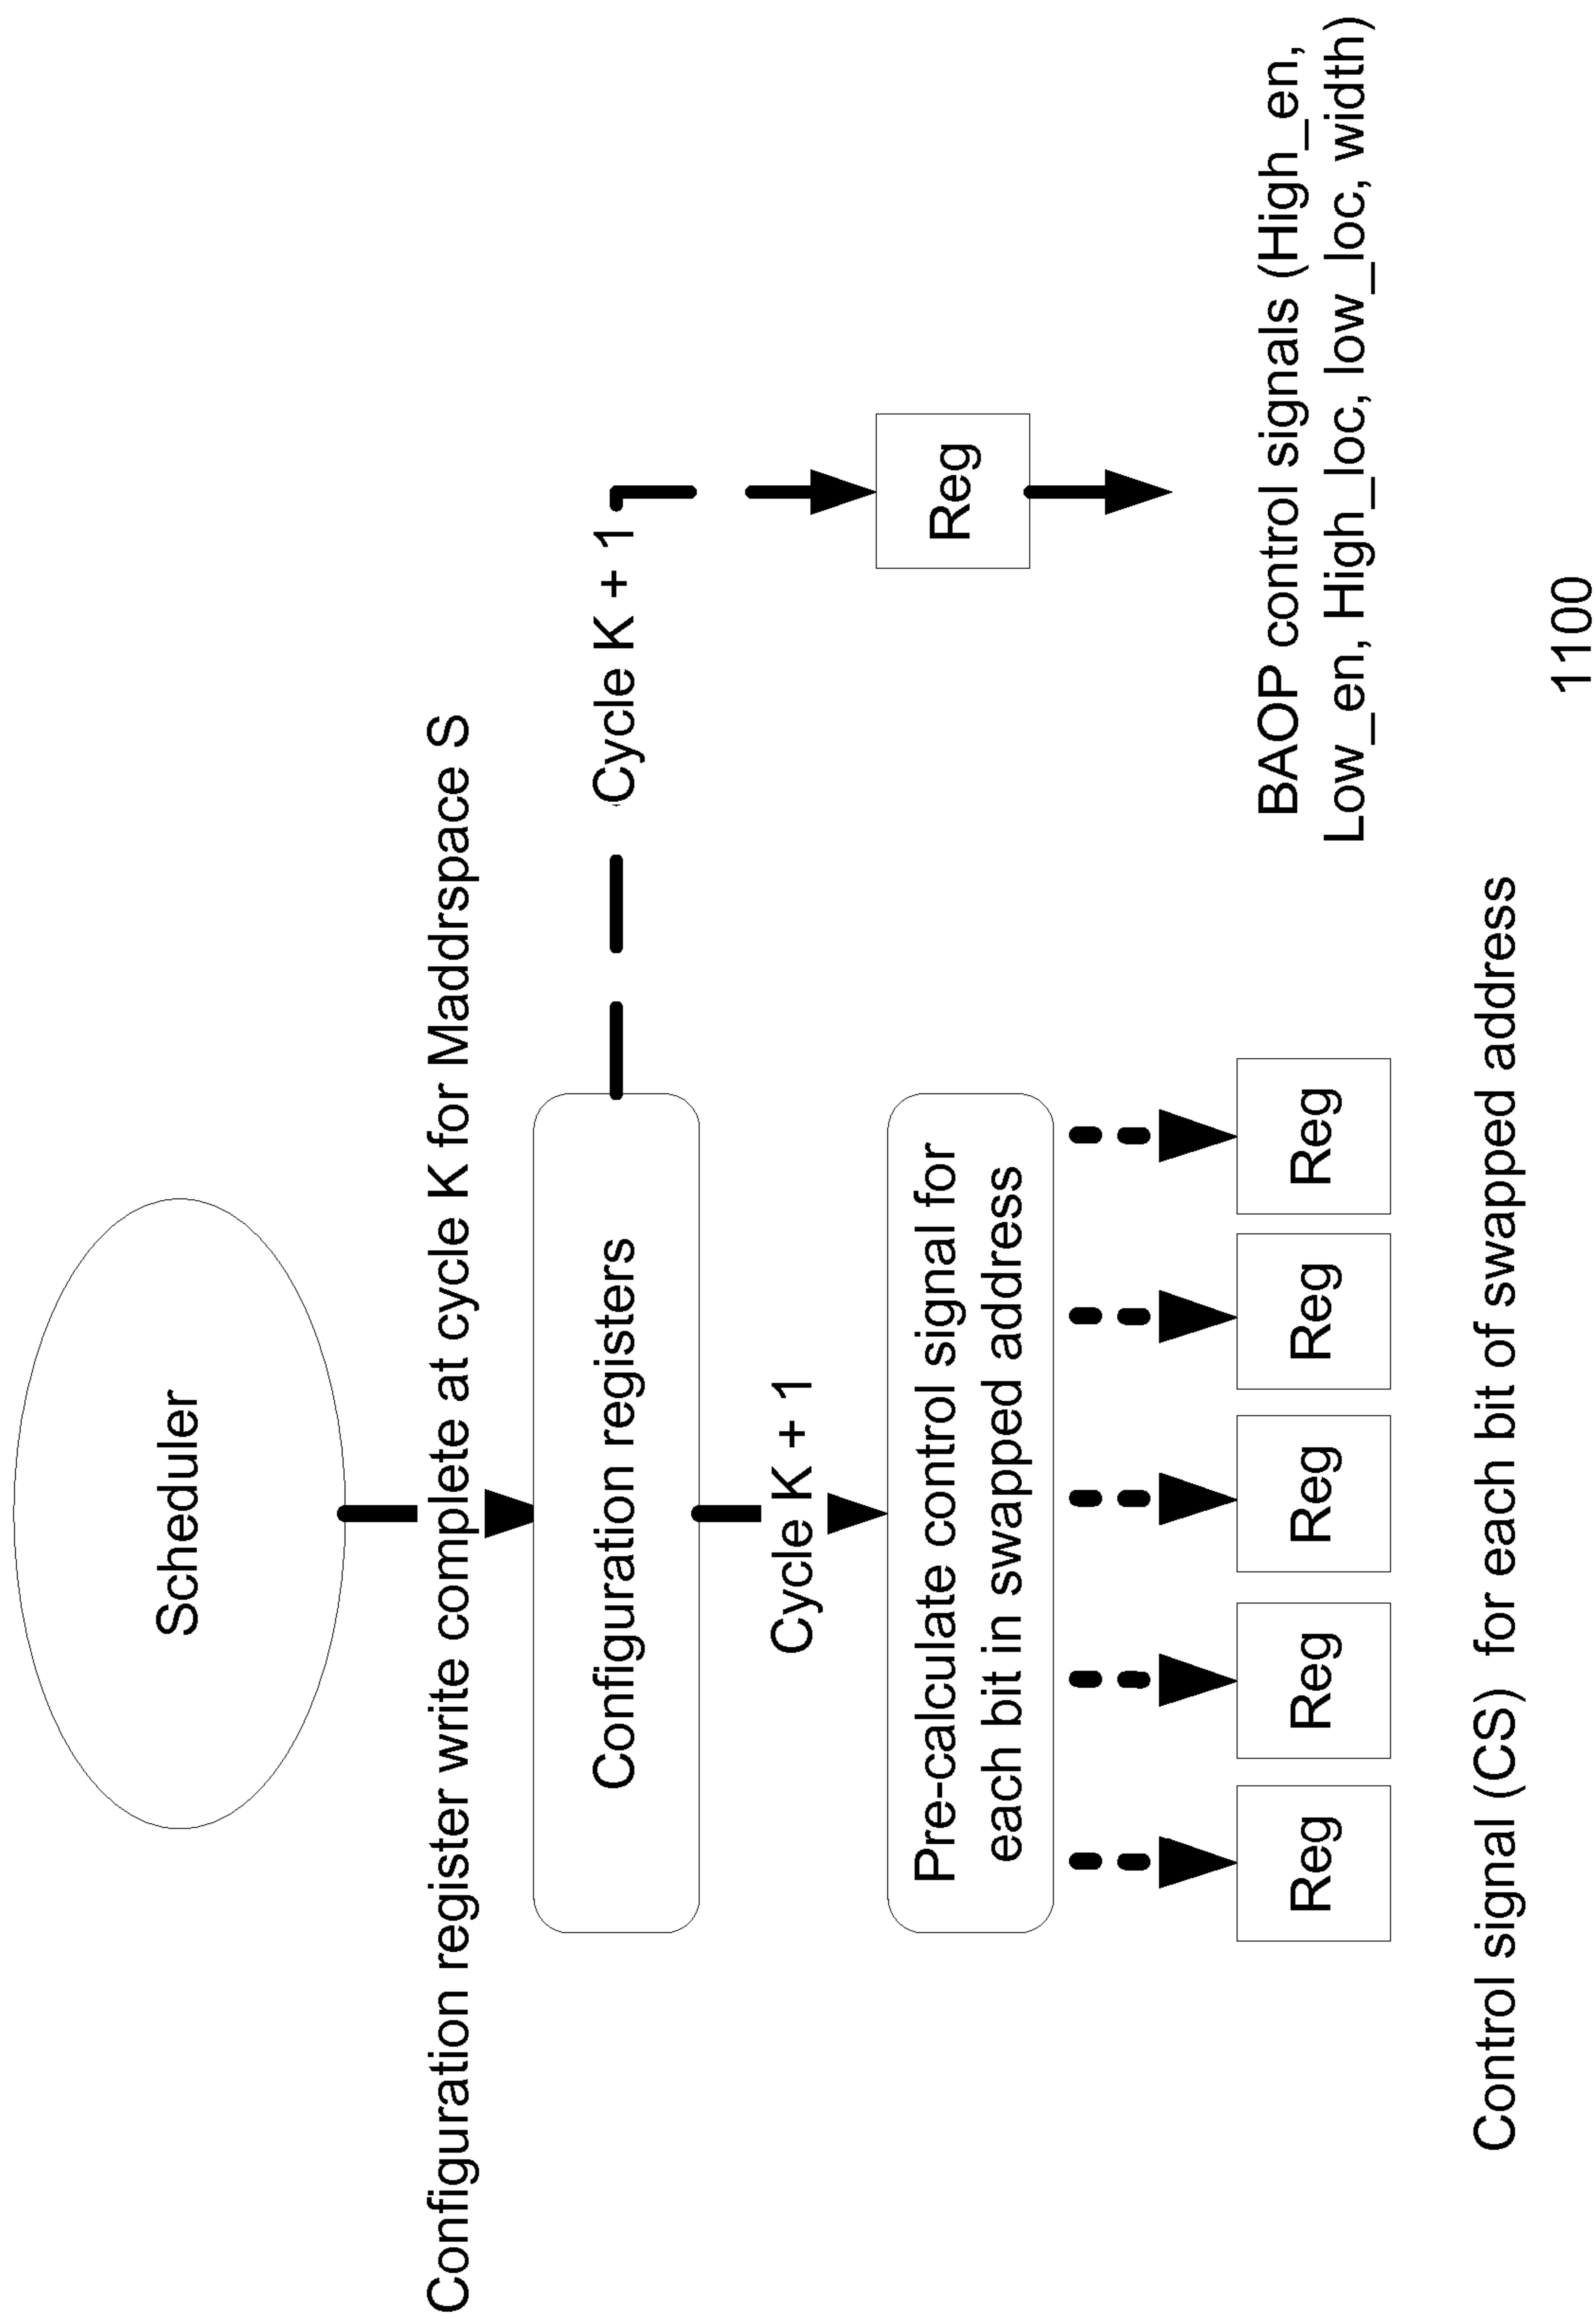 Scheduler
Configuration register write complete at cycle K for Maddrspace S
Configuration registers
Cycle K + 1
Cycle K + 1
Pre-calculate control signal for
each bit in swapped address
Reg
Reg
Reg
Reg
Reg
Reg
BAOP control signals (High_en,
Low_en, High_loc, low_loc, width)
Control signal (CS) for each bit of swapped address
1100